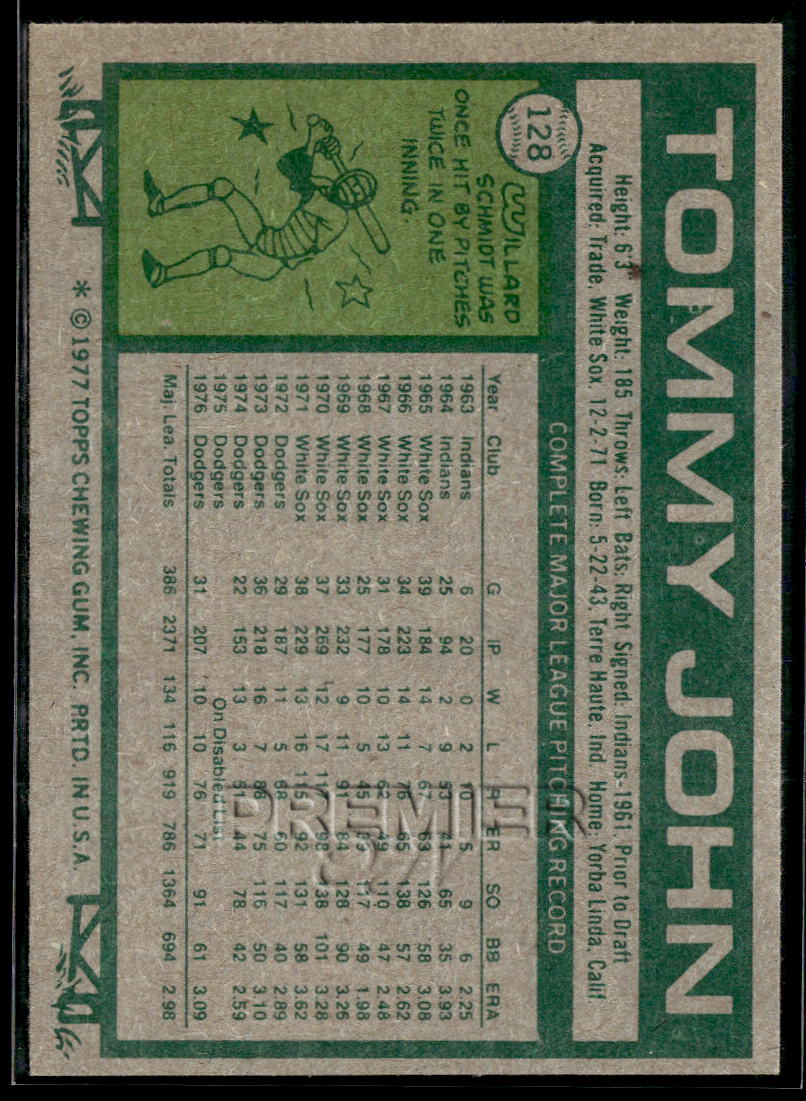 128
TOMMY JOHN
Height: 6'3" Weight: 185 Throws: Left Bats: Right Signed: Indians-1961, Prior to Draft
Acquired: Trade, White Sox, 12-2-71 Born: 5-22-43, Terre Haute, Ind. Home: Yorba Linda, Calif.
WILLARD
SCHMIDT WAS
ONCE HIT BY PITCHES
TWICE IN ONE
INNING.
COMPLETE MAJOR LEAGUE PITCHING RECORD
Year Club G IP W L R ER SO BB ERA
1963 Indians 6 20 0 2 10 5 9 6 2.25
1964 Indians 25 94 2 9 53 41 65 35 3.93
1965 White Sox 39 184 14 7 67 63 126 58 3.08
1966 White Sox 34 223 14 11 76 65 138 57 2.62
1967 White Sox 31 178 10 13 62 49 110 47 2.48
1968 White Sox 25 177 10 5 45 39 117 49 1.98
1969 White Sox 33 232 9 11 91 84 128 90 3.26
1970 White Sox 37 269 12 17 117 98 138 101 3.28
1971 White Sox 38 229 13 16 115 92 131 58 3.62
1972 Dodgers 29 187 11 5 68 60 117 40 2.89
1973 Dodgers 36 218 16 7 86 75 116 50 3.10
1974 Dodgers 22 153 13 3 51 44 78 42 2.59
1975 Dodgers On Disabled List
1976 Dodgers 31 207 10 10 76 71 91 61 3.09
Maj. Lea. Totals 386 2371 134 116 919 786 1364 694 2.98
* ©1977 TOPPS CHEWING GUM, INC. PRTD. IN U.S.A.
PREMIER